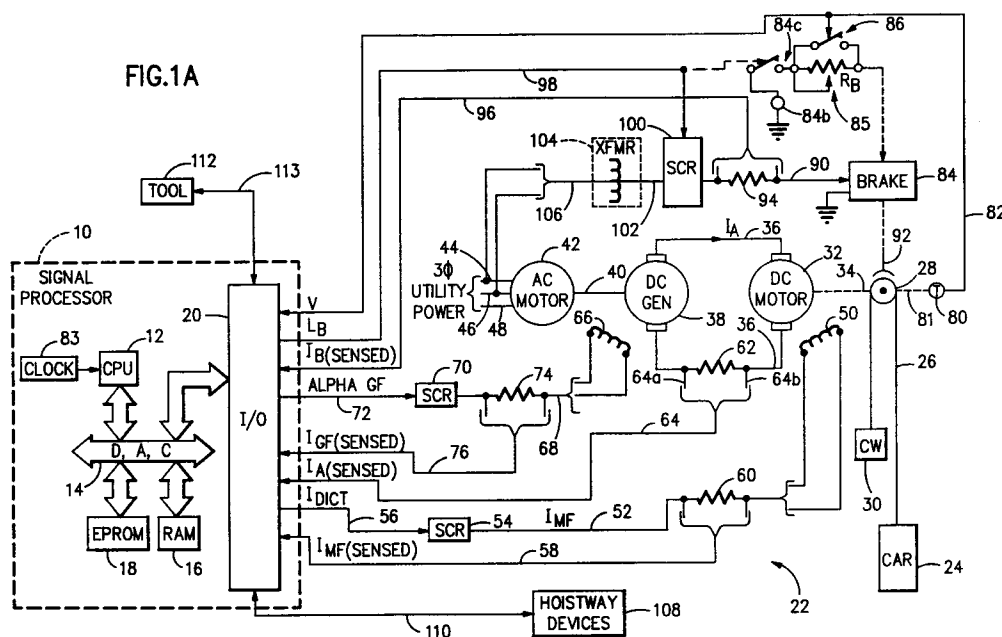 FIG.1A
84c
86
R_B
84b
85
98
96
100
104
XFMR
SCR
90
BRAKE
84
112
TOOL
113
106
102
94
82
92
10
SIGNAL
PROCESSOR
44
3φ
UTILITY
POWER
46
48
42
AC
MOTOR
40
I_A
36
DC
GEN
38
32
DC
MOTOR
34
28
81
80
20
V
L_B
I_B(SENSED)
83
CLOCK
12
CPU
ALPHA GF
72
70
SCR
74
66
68
36
62
64a
64b
50
26
I/O
D, A, C
14
I_GF(SENSED)
76
64
I_A(SENSED)
I_DICT
56
SCR
54
I_MF
52
60
CW
30
EPROM
18
RAM
16
I_MF(SENSED)
58
CAR
24
22
110
HOISTWAY
DEVICES
108